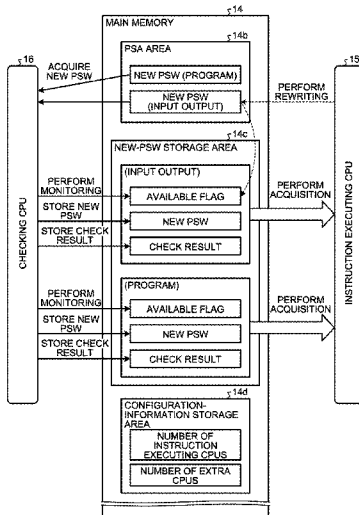 14
MAIN MEMORY
16
14b
15
PSA AREA
ACQUIRE
NEW PSW
NEW PSW (PROGRAM)
NEW PSW
(INPUT OUTPUT)
PERFORM
REWRITING
14c
NEW-PSW STORAGE AREA
(INPUT OUTPUT)
PERFORM
MONITORING
AVAILABLE FLAG
PERFORM
ACQUISITION
STORE NEW
PSW
NEW PSW
STORE CHECK
RESULT
CHECK RESULT
CHECKING CPU
INSTRUCTION EXECUTING CPU
(PROGRAM)
PERFORM
MONITORING
AVAILABLE FLAG
PERFORM
ACQUISITION
STORE NEW
PSW
NEW PSW
STORE CHECK
RESULT
CHECK RESULT
14d
CONFIGURATION-
INFORMATION STORAGE
AREA
NUMBER OF
INSTRUCTION
EXECUTING CPUS
NUMBER OF EXTRA
CPUS